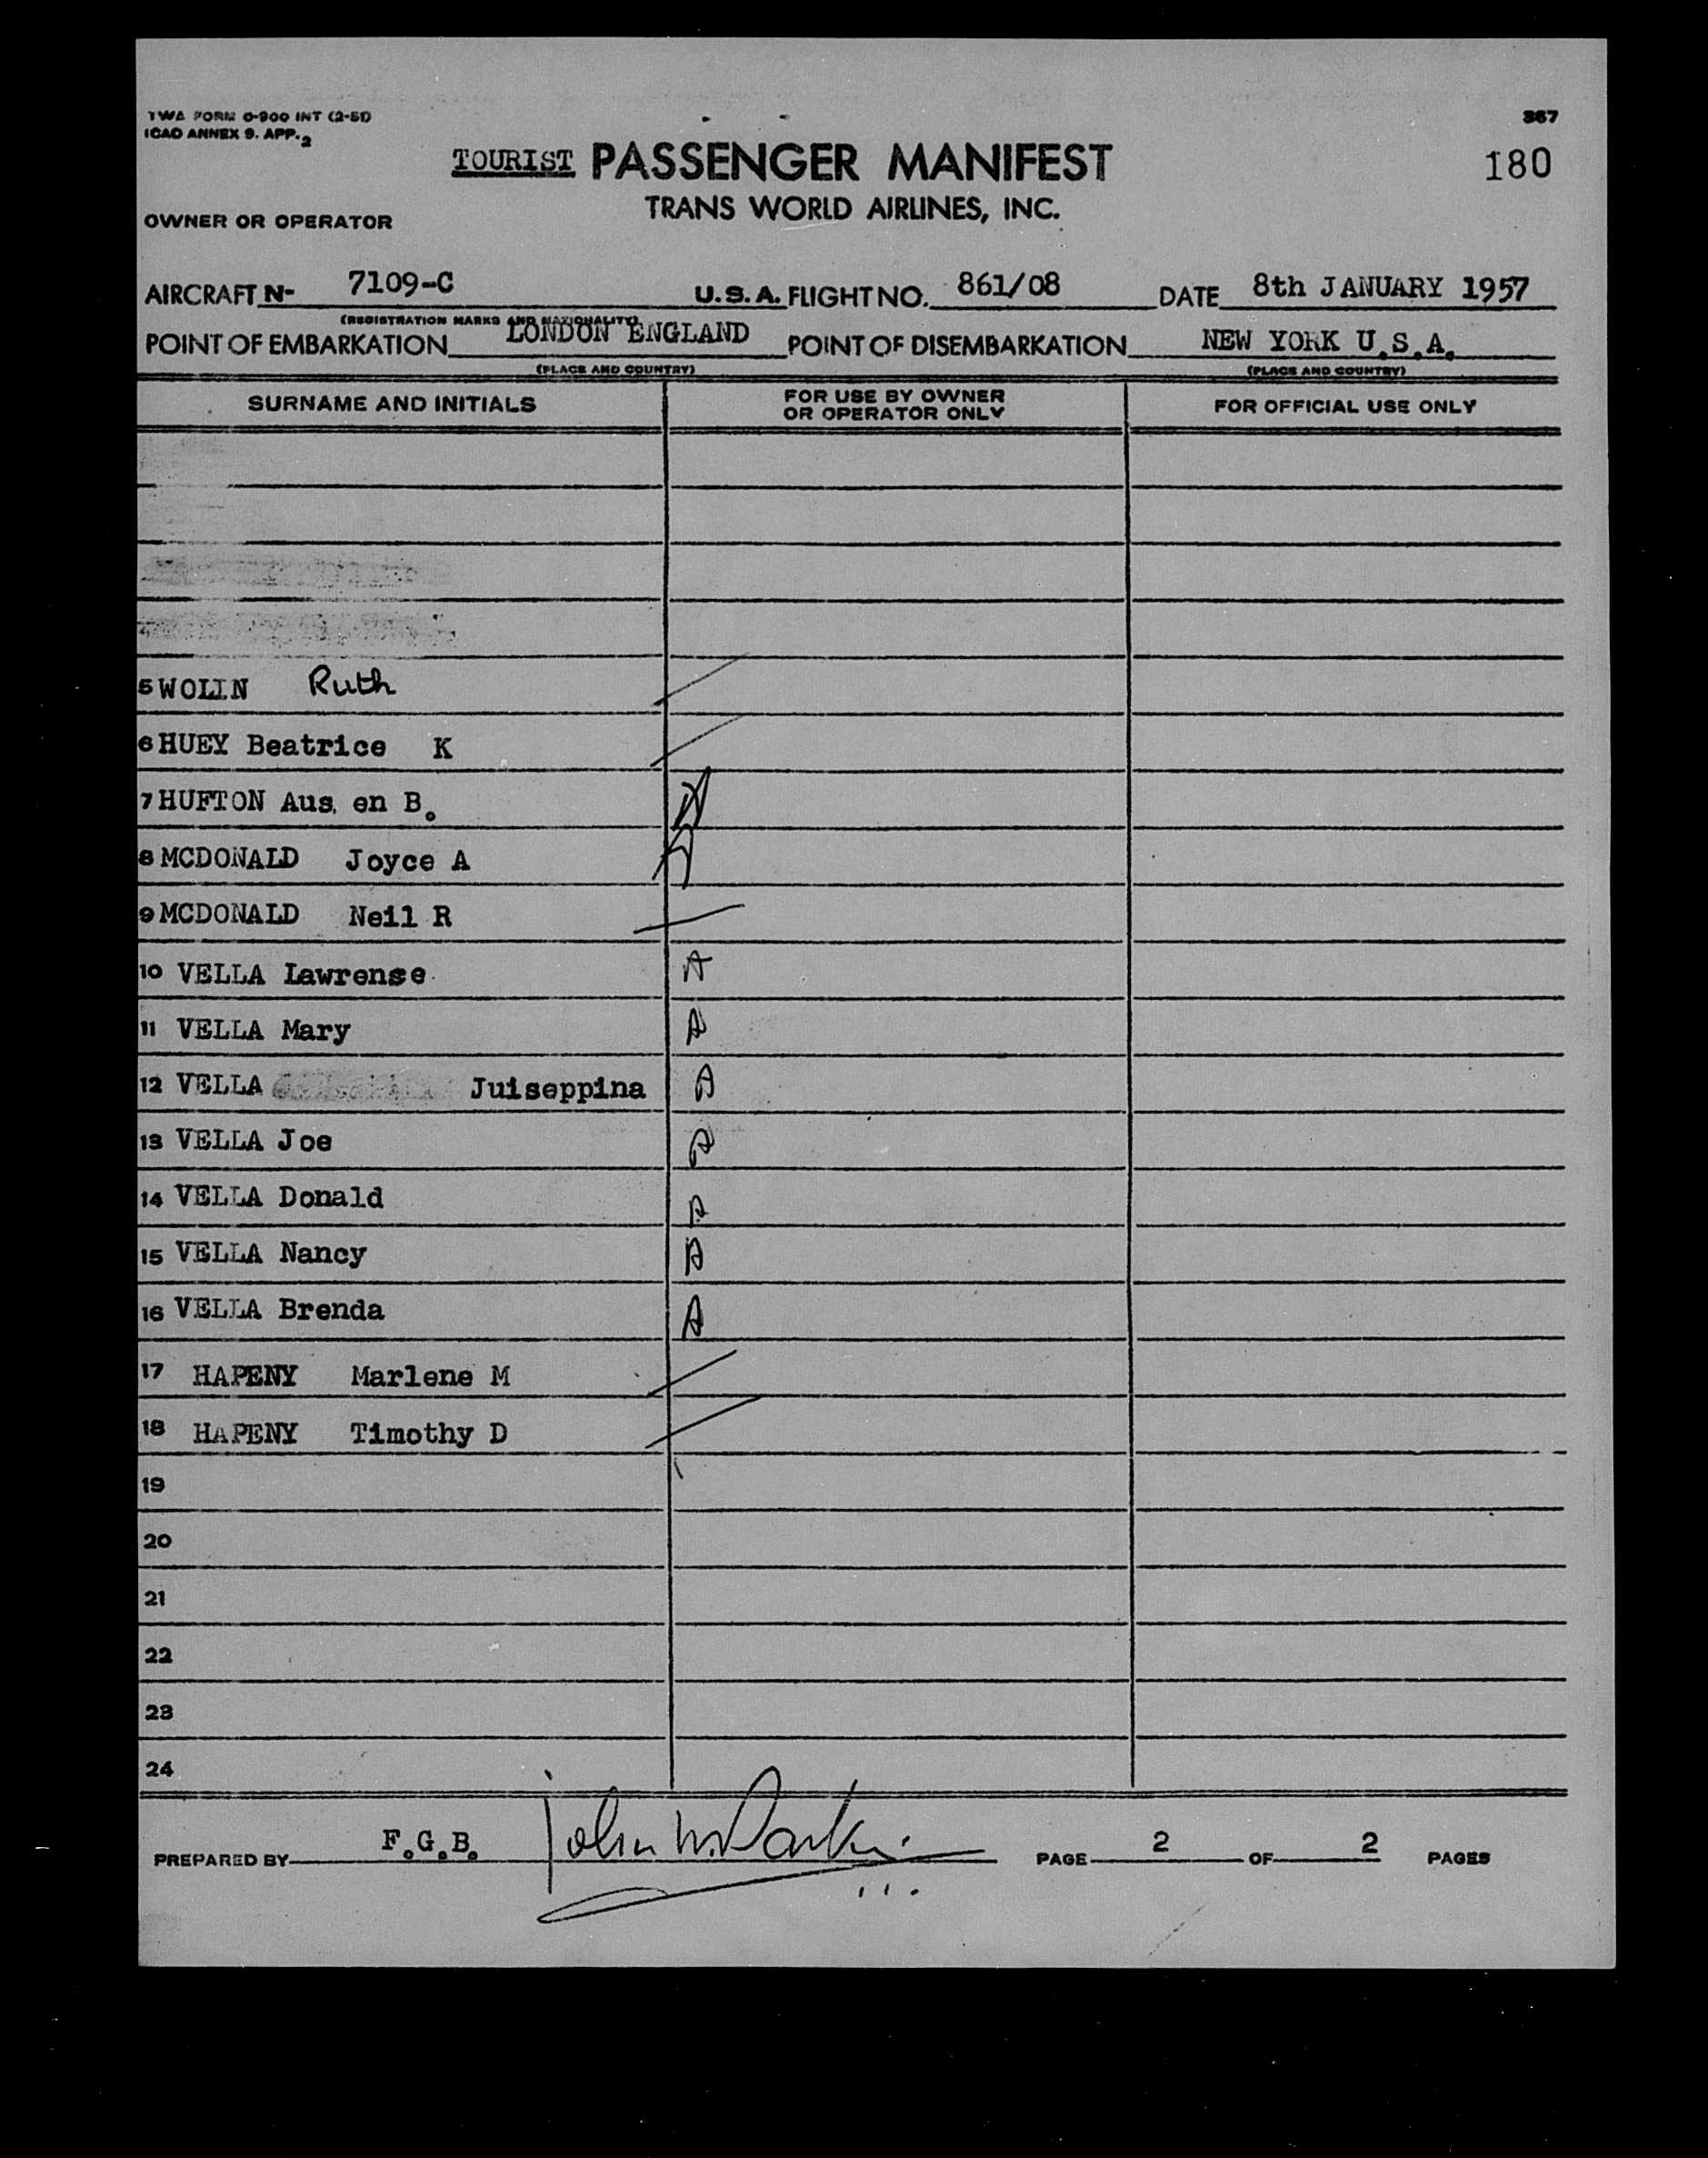 TWA FORM O-900 INT (2-51)
ICAO ANNEX 9. APP. 2
367
TOURIST PASSENGER MANIFEST
180
TRANS WORLD AIRLINES, INC.
OWNER OR OPERATOR
AIRCRAFT N- 7109-C U.S.A. FLIGHT NO. 861/08 DATE 8th JANUARY 1957
(REGISTRATION MARKS AND NATIONALITY)
POINT OF EMBARKATION LONDON ENGLAND POINT OF DISEMBARKATION NEW YORK U.S.A.
(PLACE AND COUNTRY) (PLACE AND COUNTRY)
SURNAME AND INITIALS FOR USE BY OWNER OR OPERATOR ONLY FOR OFFICIAL USE ONLY
5 WOLIN Ruth
6 HUEY Beatrice K
7 HUFTON Aus en B.
8 MCDONALD Joyce A
9 MCDONALD Neil R
10 VELLA Lawrense A
11 VELLA Mary A
12 VELLA Juiseppina A
13 VELLA Joe A
14 VELLA Donald A
15 VELLA Nancy A
16 VELLA Brenda A
17 HAPENY Marlene M
18 HAPENY Timothy D
19
20
21
22
23
24
PREPARED BY F.G.B. PAGE 2 OF 2 PAGES